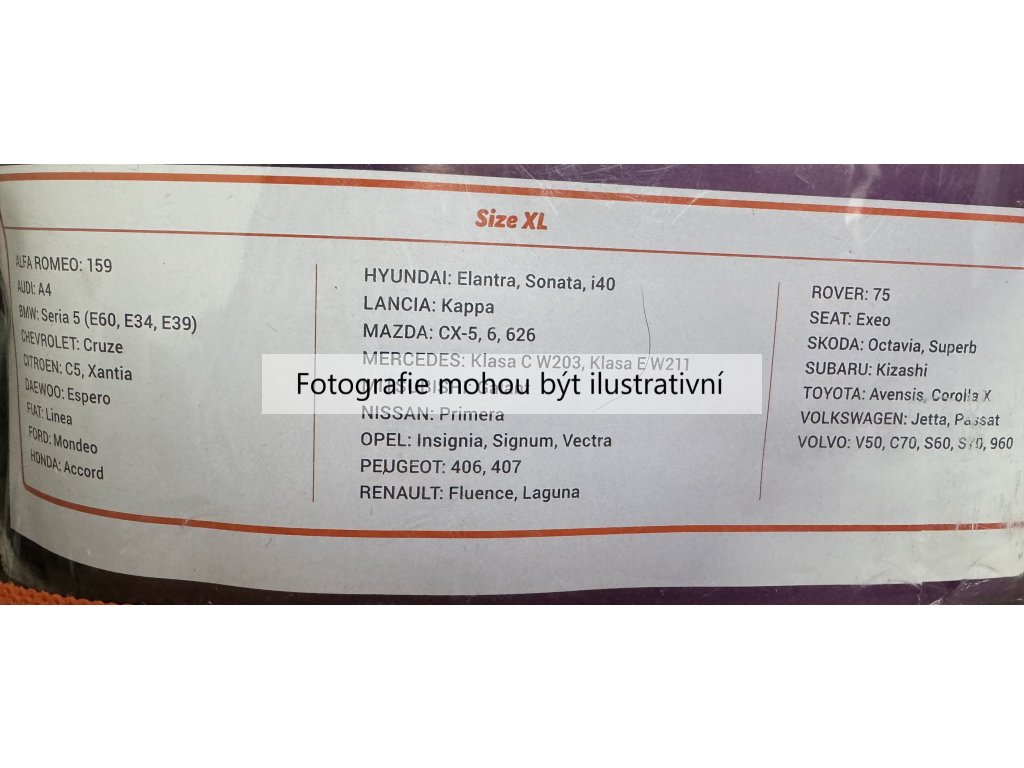 Size XL
ALFA ROMEO: 159
AUDI: A4
BMW: Seria 5 (E60, E34, E39)
CHEVROLET: Cruze
CITROEN: C5, Xantia
DAEWOO: Espero
FIAT: Linea
FORD: Mondeo
HONDA: Accord
HYUNDAI: Elantra, Sonata, i40
LANCIA: Kappa
MAZDA: CX-5, 6, 626
MERCEDES: Klasa C W203, Klasa E W211
Fotografie mohou být ilustrativní
NISSAN: Primera
OPEL: Insignia, Signum, Vectra
PEUGEOT: 406, 407
RENAULT: Fluence, Laguna
ROVER: 75
SEAT: Exeo
SKODA: Octavia, Superb
SUBARU: Kizashi
TOYOTA: Avensis, Corolla X
VOLKSWAGEN: Jetta, Passat
VOLVO: V50, C70, S60, S70, 960